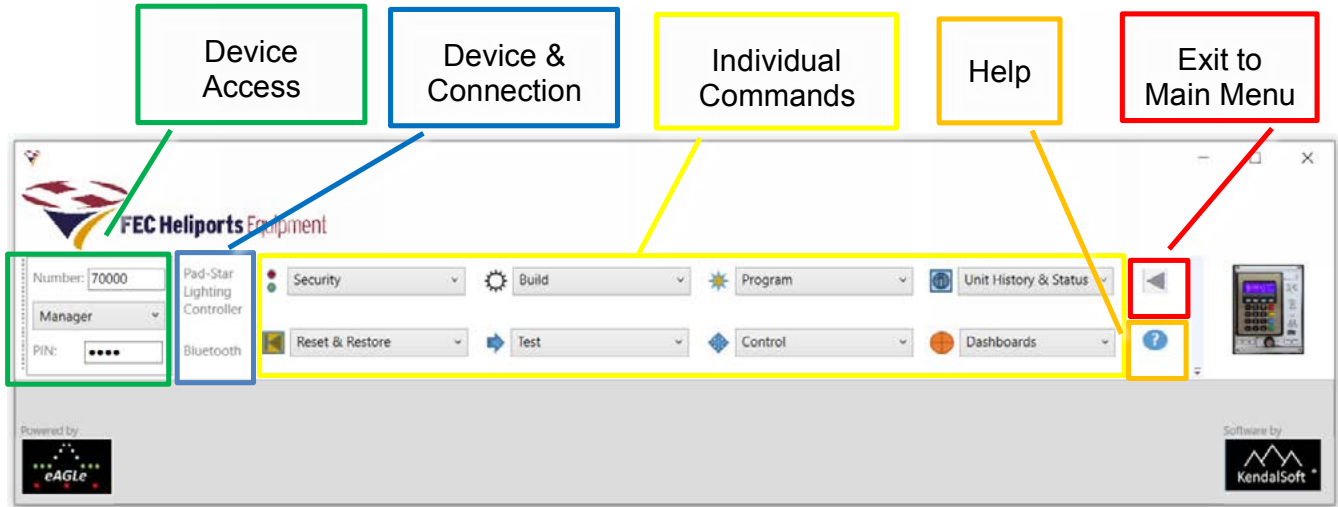 Device
Access
Device &
Connection
Individual
Commands
Help
Exit to
Main Menu
FEC Heliports Equipment
Number: 70000
Manager
PIN: ••••
Pad-Star
Lighting
Controller
Bluetooth
Security
Build
Program
Unit History & Status
Reset & Restore
Test
Control
Dashboards
?
Powered by
eAGLe
Software by
KendalSoft